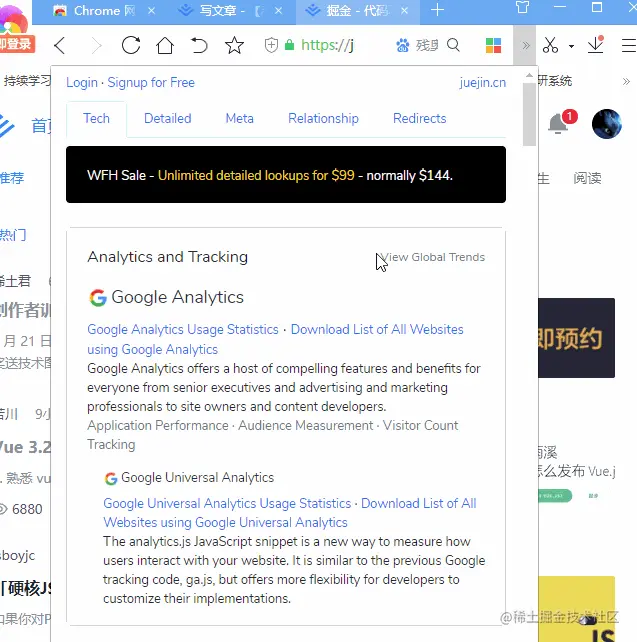 Chrome 网
写文章 - 【
掘金 - 代码
即登录
https://j
残
持续学习
研系统
Login · Signup for Free
juejin.cn
首页
1
Tech
Detailed
Meta
Relationship
Redirects
推荐
生
阅读
WFH Sale - Unlimited detailed lookups for $99 - normally $144.
热门
Analytics and Tracking
View Global Trends
稀土君
Google Analytics
创作者训
即预约
Google Analytics Usage Statistics · Download List of All Websites
月 21 日
using Google Analytics
奖送技术图
Google Analytics offers a host of compelling features and benefits for
everyone from senior executives and advertising and marketing
professionals to site owners and content developers.
若川
9小
Application Performance · Audience Measurement · Visitor Count
Tracking
Vue 3.2
雨溪
怎么发布 Vue.j
熟悉 vu
Google Universal Analytics
Google Universal Analytics Usage Statistics · Download List of All
6880
Websites using Google Universal Analytics
The analytics.js JavaScript snippet is a new way to measure how
sboyjc
users interact with your website. It is similar to the previous Google
「硬核JS
tracking code, ga.js, but offers more flexibility for developers to
customize their implementations.
如果你对P
@稀土掘金技术社区
JS